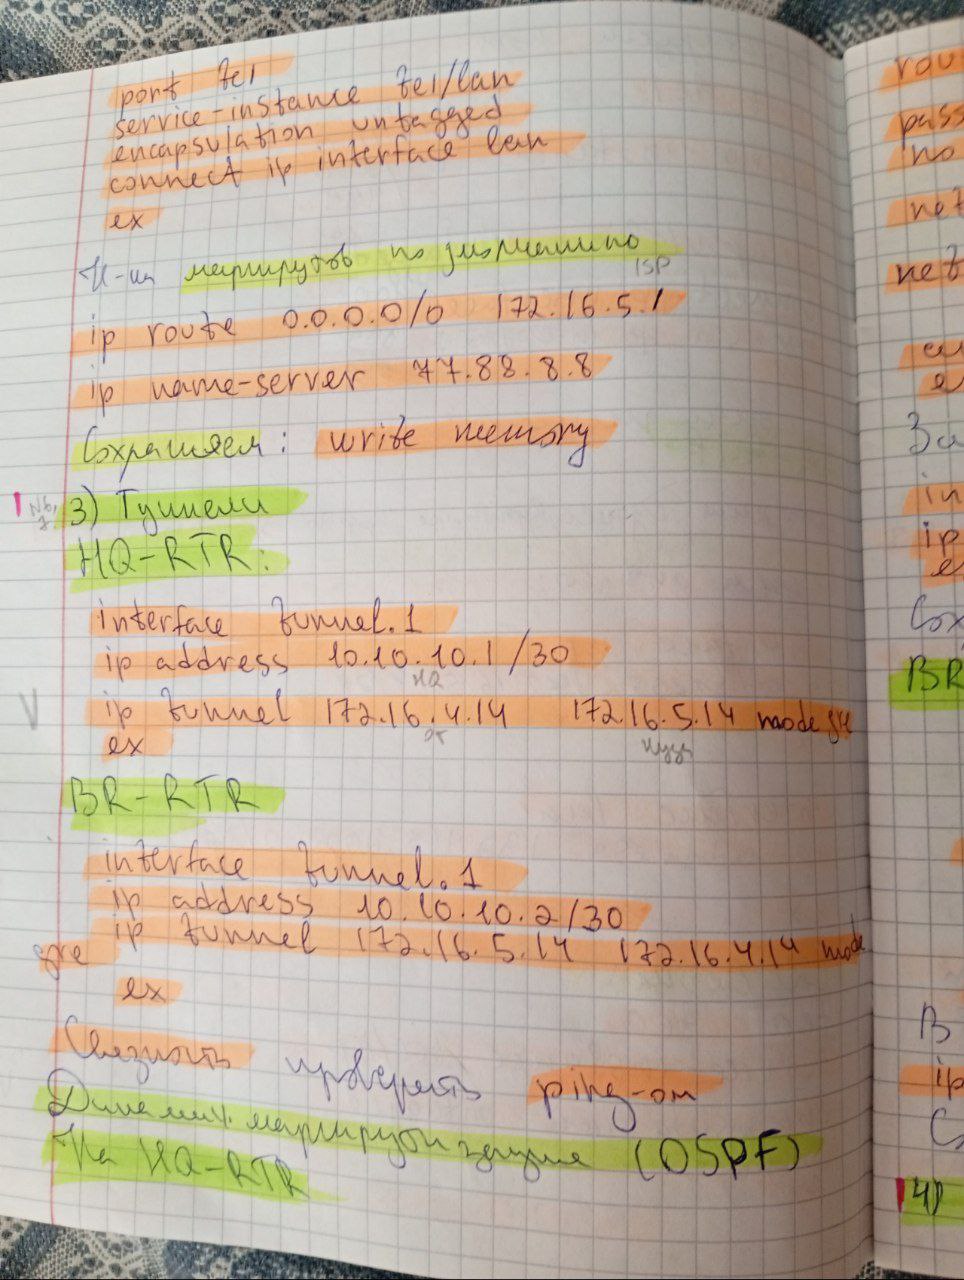 port te1
service-instance te1/lan
encapsulation untagged
connect ip interface lan
ex
Н-ка маршрутов по умолчанию
ISP
ip route 0.0.0.0/0 172.16.5.1
ip name-server 77.88.8.8
Сохраняем: write memory
3) Туннели
HQ-RTR:
interface tunnel.1
ip address 10.10.10.1/30
HQ
ip tunnel 172.16.4.14 172.16.5.14 mode gre
от
ex
BR-RTR
interface tunnel.1
ip address 10.10.10.2/30
ip tunnel 172.16.5.14 172.16.4.14 mode
gre
ex
Связность проверять ping-ом
Динамич. маршрутизация (OSPF)
На HQ-RTR
rou
pass
no
net
net
e
За
in
ip
e
Сох
BR
В
ip
С
4)